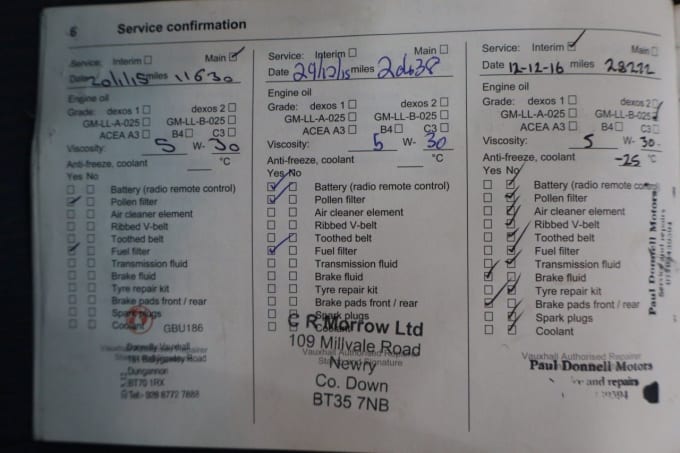 6 Service confirmation
Service: Interim Main
Date 20/1/15 miles 11630
Engine oil
Grade: dexos 1 dexos 2
GM-LL-A-025 GM-LL-B-025
ACEA A3 B4 C3
Viscosity: 5 W- 30
Anti-freeze, coolant °C
Yes No
Battery (radio remote control)
Pollen filter
Air cleaner element
Ribbed V-belt
Toothed belt
Fuel filter
Transmission fluid
Brake fluid
Tyre repair kit
Brake pads front / rear
Spark plugs
Coolant GBU186
Donnelly Vauxhall
Dungannon
BT70 1RX
Service: Interim Main
Date 29/12/15 miles 20438
Engine oil
Grade: dexos 1 dexos 2
GM-LL-A-025 GM-LL-B-025
ACEA A3 B4 C3
Viscosity: 5 W- 30
Anti-freeze, coolant °C
Yes No
Battery (radio remote control)
Pollen filter
Air cleaner element
Ribbed V-belt
Toothed belt
Fuel filter
Transmission fluid
Brake fluid
Tyre repair kit
Brake pads front / rear
Spark plugs
C R Morrow Ltd
109 Millvale Road
Vauxhall Authorised Repairer
Newry
Stamp and Signature
Co. Down
BT35 7NB
Service: Interim Main
Date 12-12-16 miles 28222
Engine oil
Grade: dexos 1 dexos 2
GM-LL-A-025 GM-LL-B-025
ACEA A3 B4 C3
Viscosity: 5 W- 30
Anti-freeze, coolant -25 °C
Yes No
Battery (radio remote control)
Pollen filter
Air cleaner element
Ribbed V-belt
Toothed belt
Fuel filter
Transmission fluid
Brake fluid
Tyre repair kit
Brake pads front / rear
Spark plugs
Coolant
Paul Donnell Motors
Vauxhall Authorised Repairer
Paul Donnell Motors
and repairs